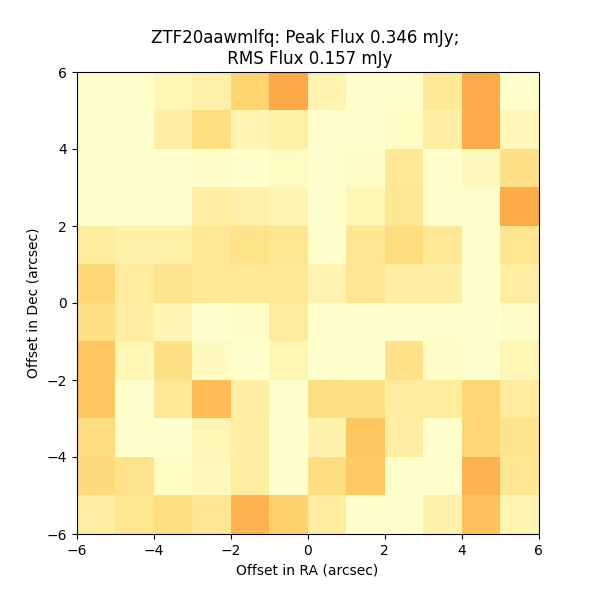 ZTF20aawmlfq: Peak Flux 0.346 mJy;
RMS Flux 0.157 mJy
6
4
2
0
−2
−4
−6
Offset in Dec (arcsec)
−6 −4 −2 0 2 4 6
Offset in RA (arcsec)